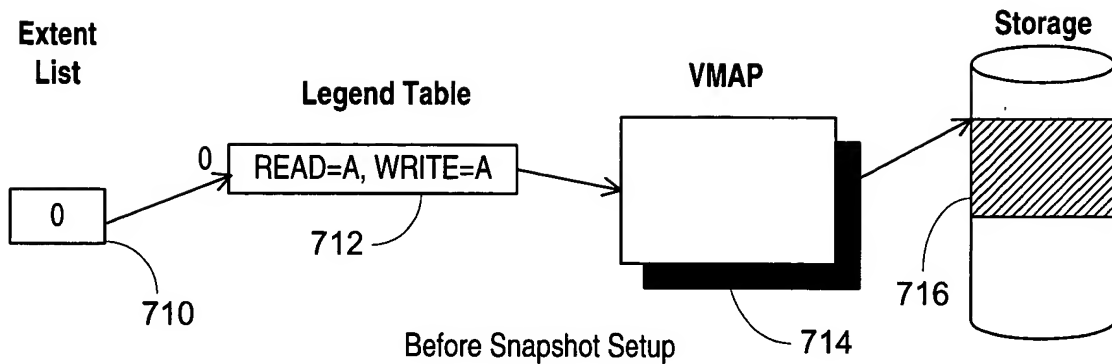 Extent
List
Legend Table
VMAP
Storage
0
0
READ=A, WRITE=A
710
712
714
716
Before Snapshot Setup